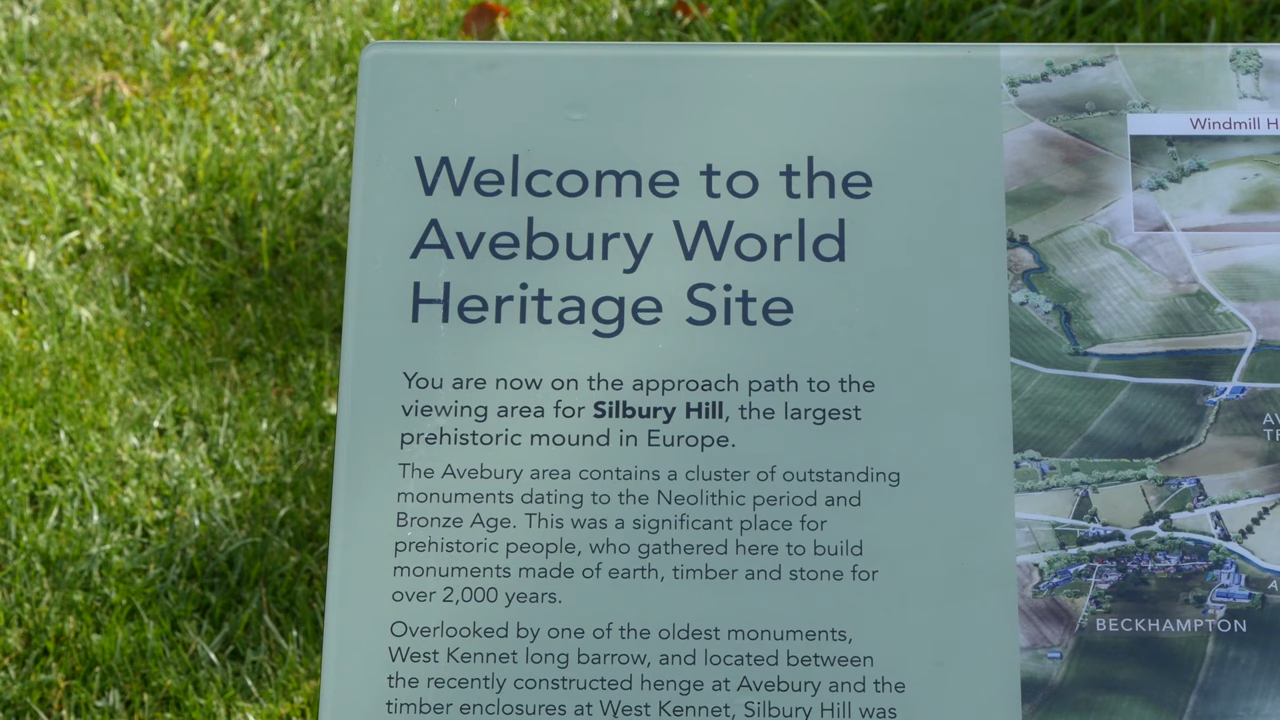 Welcome to the
Avebury World
Heritage Site
You are now on the approach path to the
viewing area for Silbury Hill, the largest
prehistoric mound in Europe.
The Avebury area contains a cluster of outstanding
monuments dating to the Neolithic period and
Bronze Age. This was a significant place for
prehistoric people, who gathered here to build
monuments made of earth, timber and stone for
over 2,000 years.
Overlooked by one of the oldest monuments,
West Kennet long barrow, and located between
the recently constructed henge at Avebury and the
timber enclosures at West Kennet, Silbury Hill was
Windmill H
BECKHAMPTON